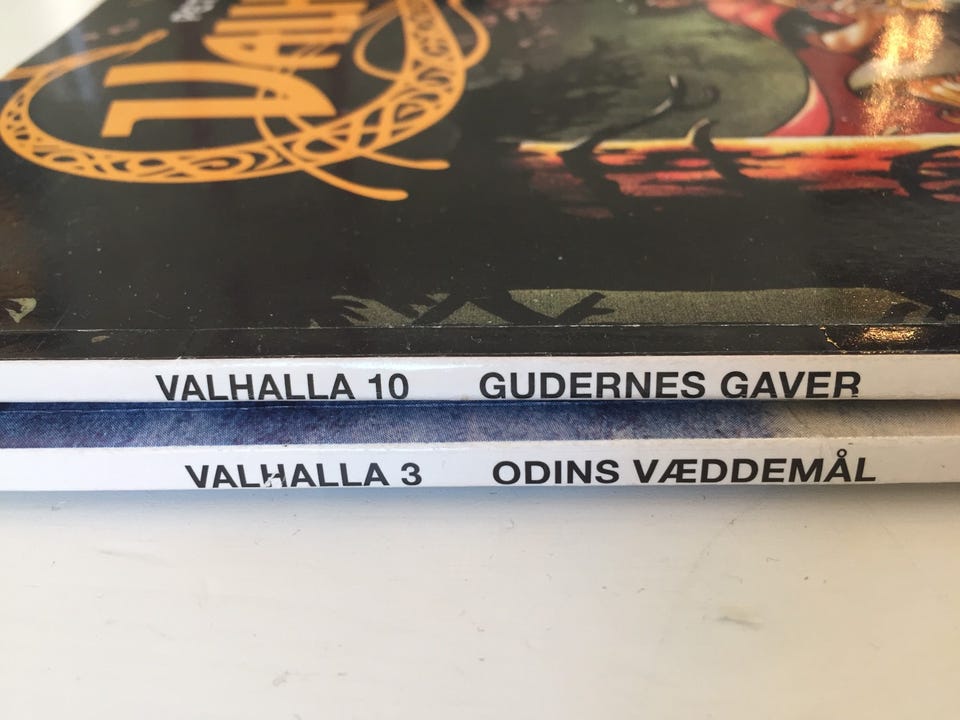 VALHALLA 10 GUDERNES GAVER
VALHALLA 3 ODINS VÆDDEMÅL